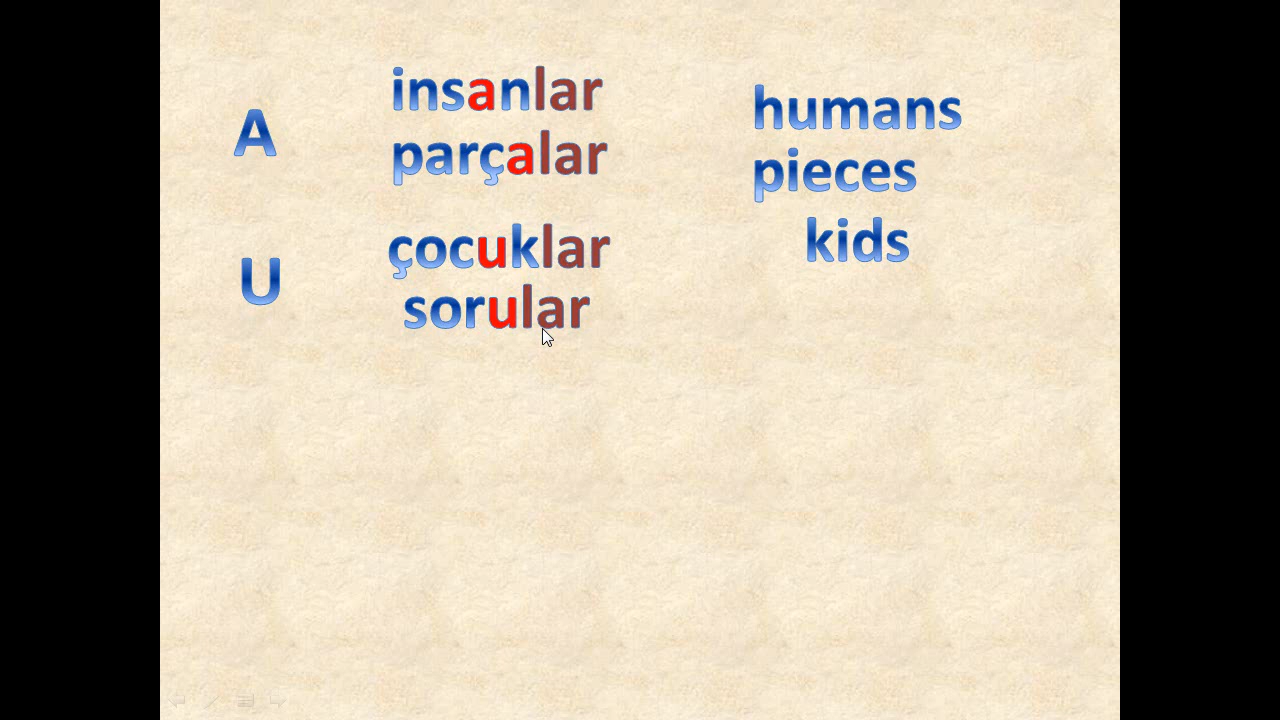 A
insanlar
parçalar
humans
pieces
U
çocuklar
sorular
kids